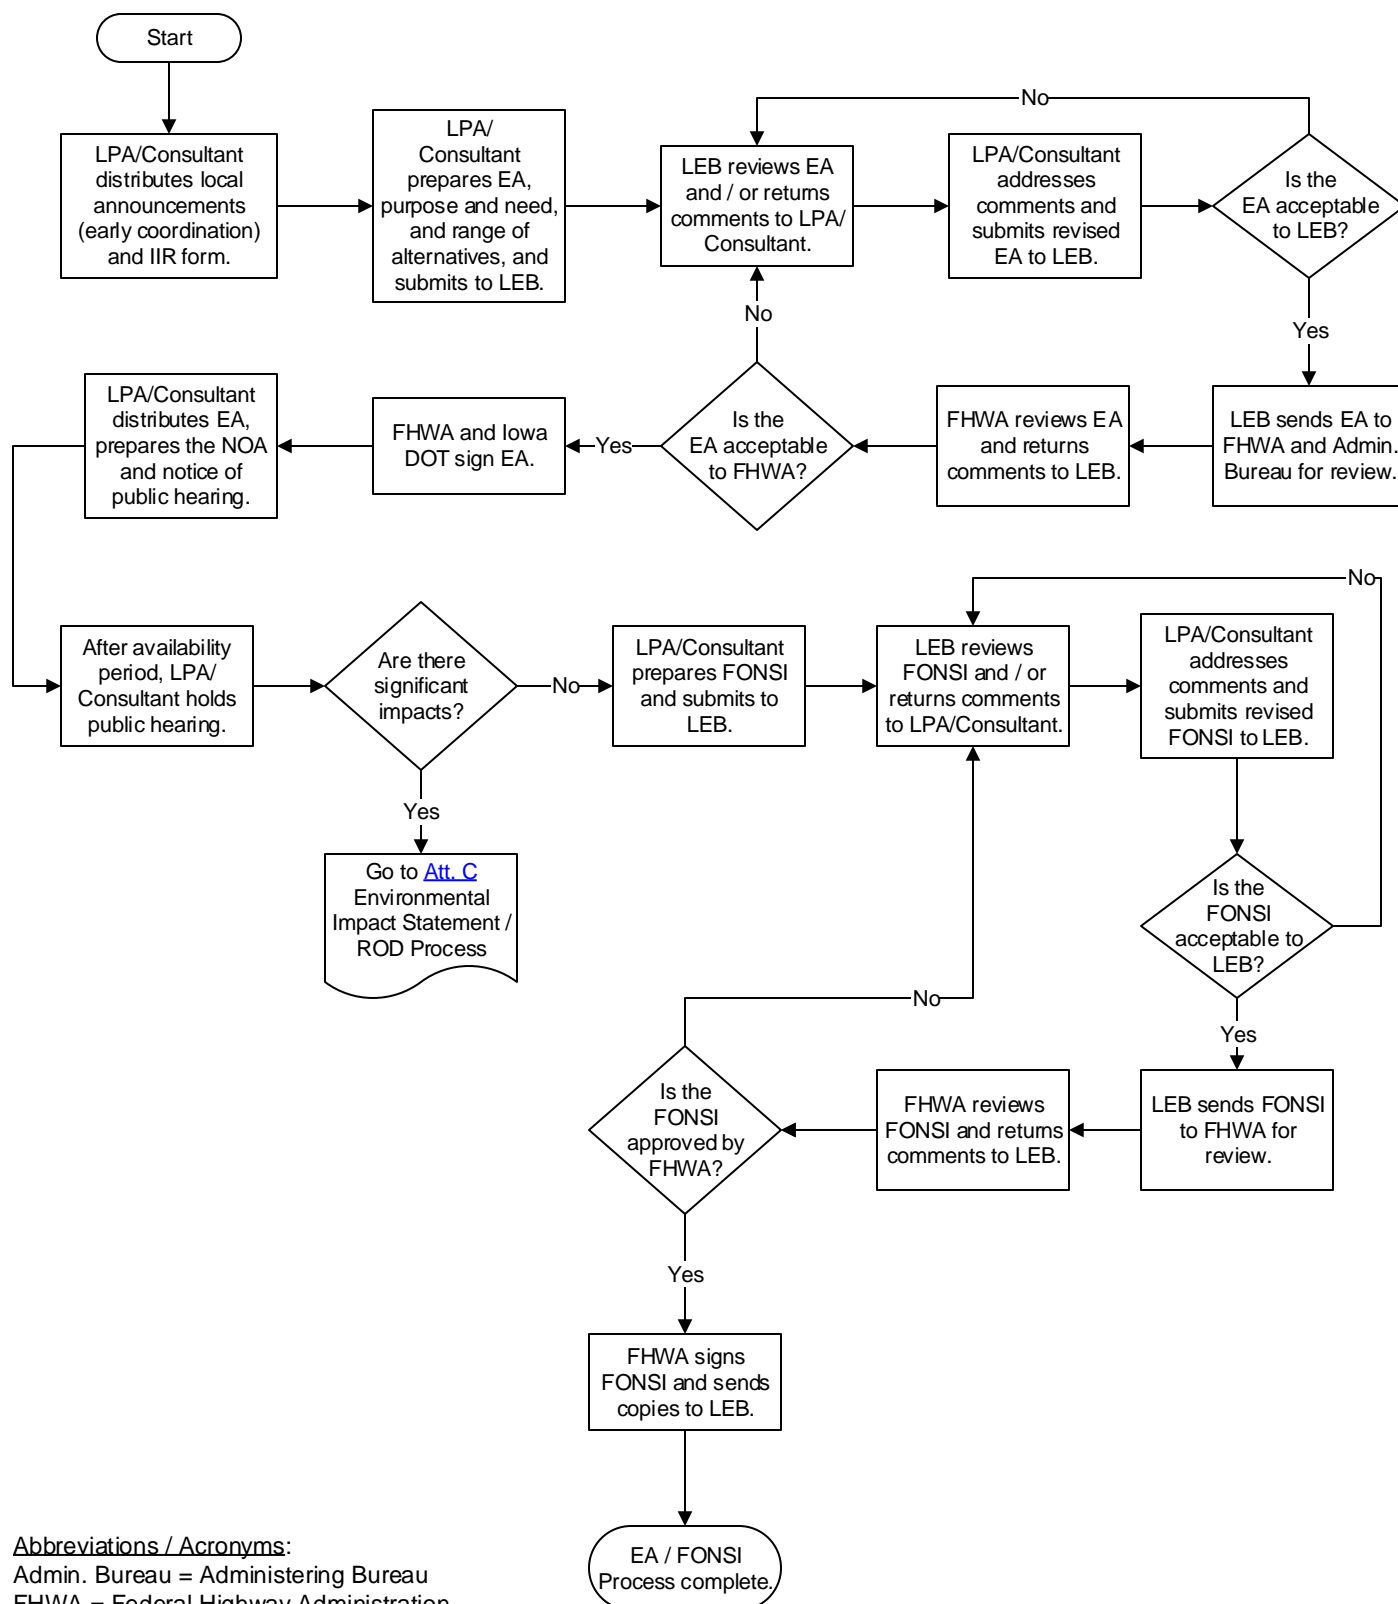 Start
LPA/Consultant
distributes local
announcements
(early coordination)
and IIR form.
LPA/
Consultant
prepares EA,
purpose and need,
and range of
alternatives, and
submits to LEB.
LEB reviews EA
and / or returns
comments to LPA/
Consultant.
LPA/Consultant
addresses
comments and
submits revised
EA to LEB.
No
Is the
EA acceptable
to LEB?
Yes
LEB sends EA to
FHWA and Admin.
Bureau for review.
FHWA reviews EA
and returns
comments to LEB.
Is the
EA acceptable
to FHWA?
No
Yes
FHWA and Iowa
DOT sign EA.
LPA/Consultant
distributes EA,
prepares the NOA
and notice of
public hearing.
After availability
period, LPA/
Consultant holds
public hearing.
Are there
significant
impacts?
Yes
Go to Att. C
Environmental
Impact Statement /
ROD Process
No
LPA/Consultant
prepares FONSI
and submits to
LEB.
LEB reviews
FONSI and / or
returns comments
to LPA/Consultant.
LPA/Consultant
addresses
comments and
submits revised
FONSI to LEB.
No
Is the
FONSI
acceptable to
LEB?
Yes
LEB sends FONSI
to FHWA for
review.
FHWA reviews
FONSI and returns
comments to LEB.
Is the
FONSI
approved by
FHWA?
No
Yes
FHWA signs
FONSI and sends
copies to LEB.
EA / FONSI
Process complete.
Abbreviations / Acronyms:
Admin. Bureau = Administering Bureau
FHWA = Federal Highway Administration